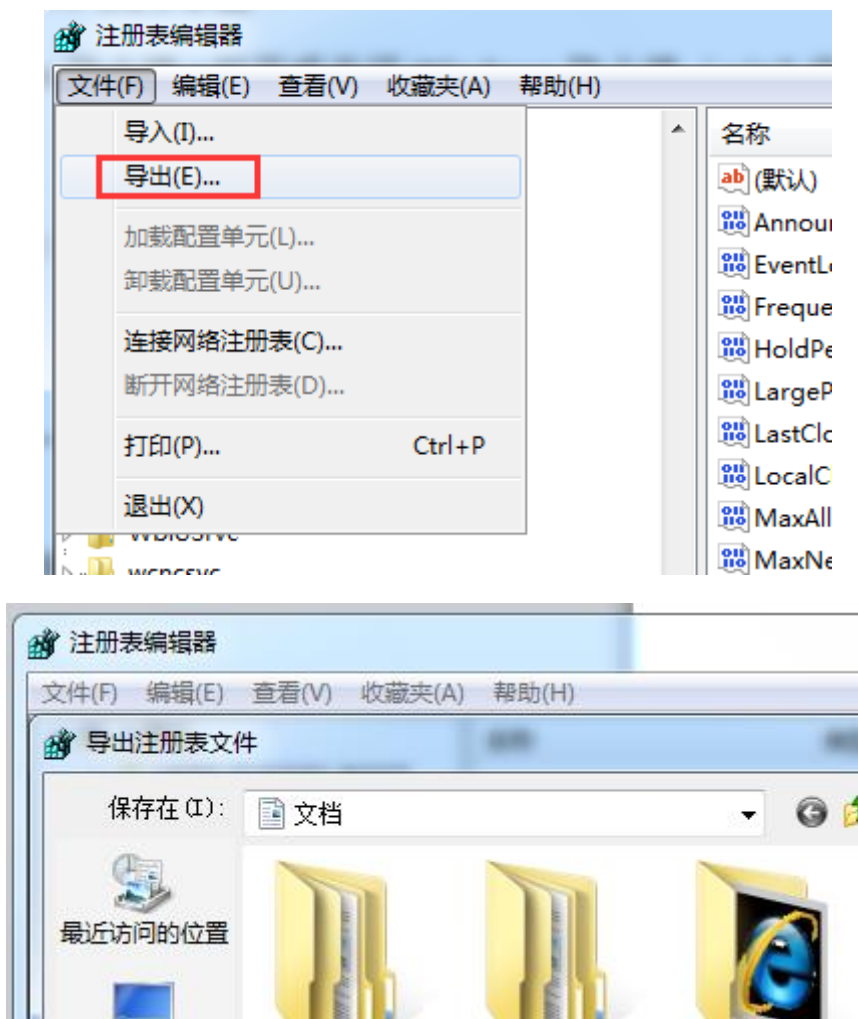 注册表编辑器
文件(F) 编辑(E) 查看(V) 收藏夹(A) 帮助(H)
导入(I)...
名称
导出(E)...
(默认)
Announ
加载配置单元(L)...
EventL
卸载配置单元(U)...
Freque
连接网络注册表(C)...
HoldPe
断开网络注册表(D)...
LargeP
LastClo
打印(P)... Ctrl+P
LocalC
退出(X)
MaxAll
MaxNe
注册表编辑器
文件(F) 编辑(E) 查看(V) 收藏夹(A) 帮助(H)
导出注册表文件
保存在(I): 文档
最近访问的位置